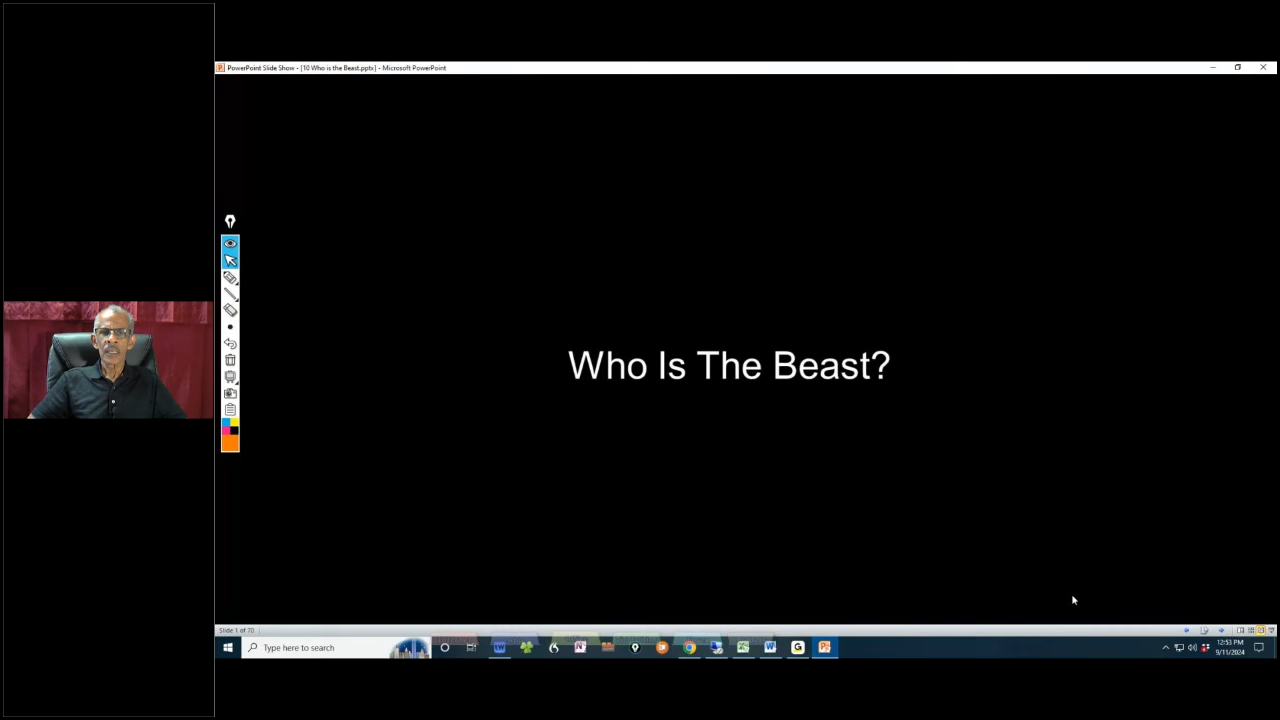 PowerPoint Slide Show - [10 Who is the Beast.pptx] - Microsoft PowerPoint
Who Is The Beast?
Slide 1 of 70
Type here to search
12:53 PM
9/11/2024